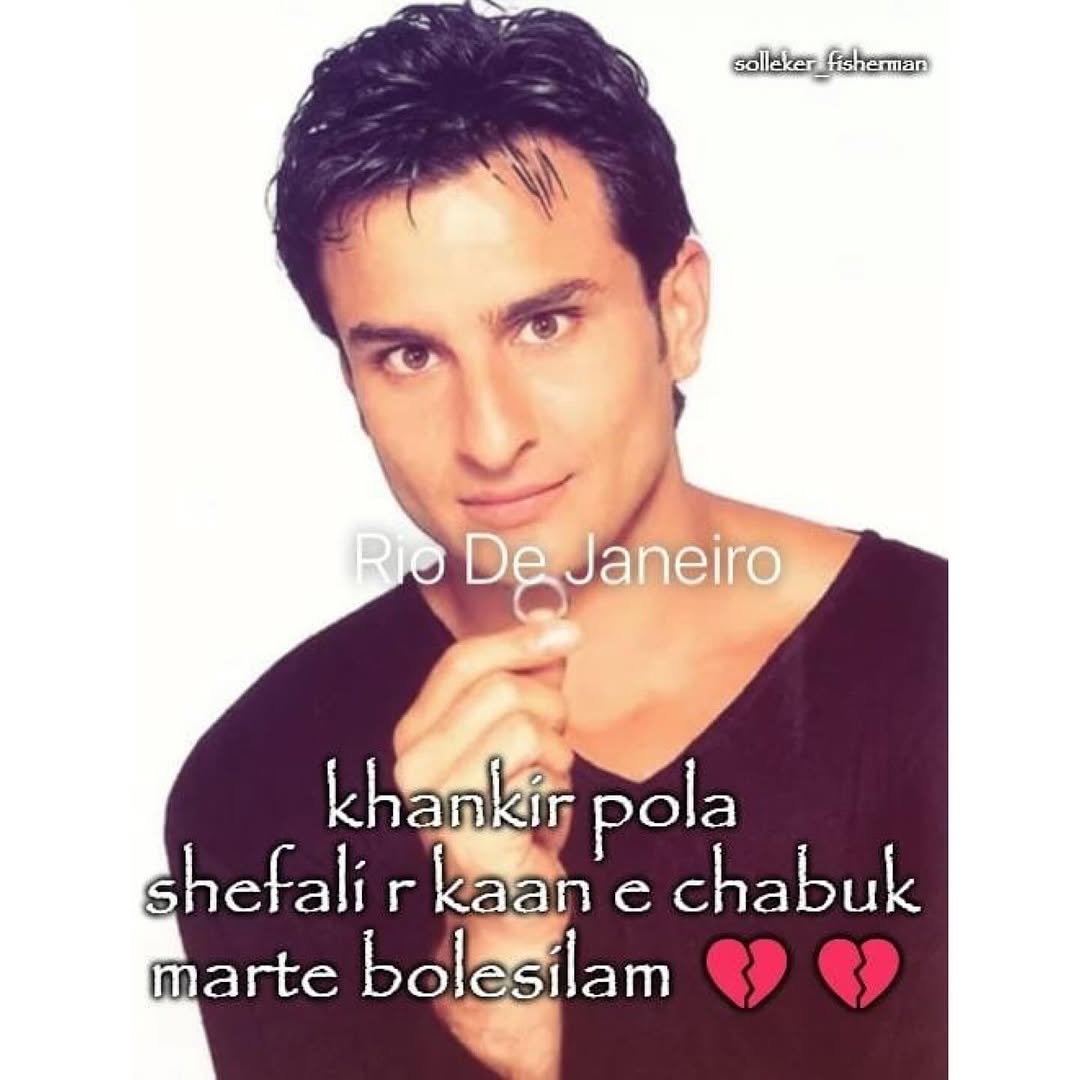 solleker_fisherman
Rio De Janeiro
khankir pola
shefali r kaan e chabuk
marte bolesilam 💔 💔